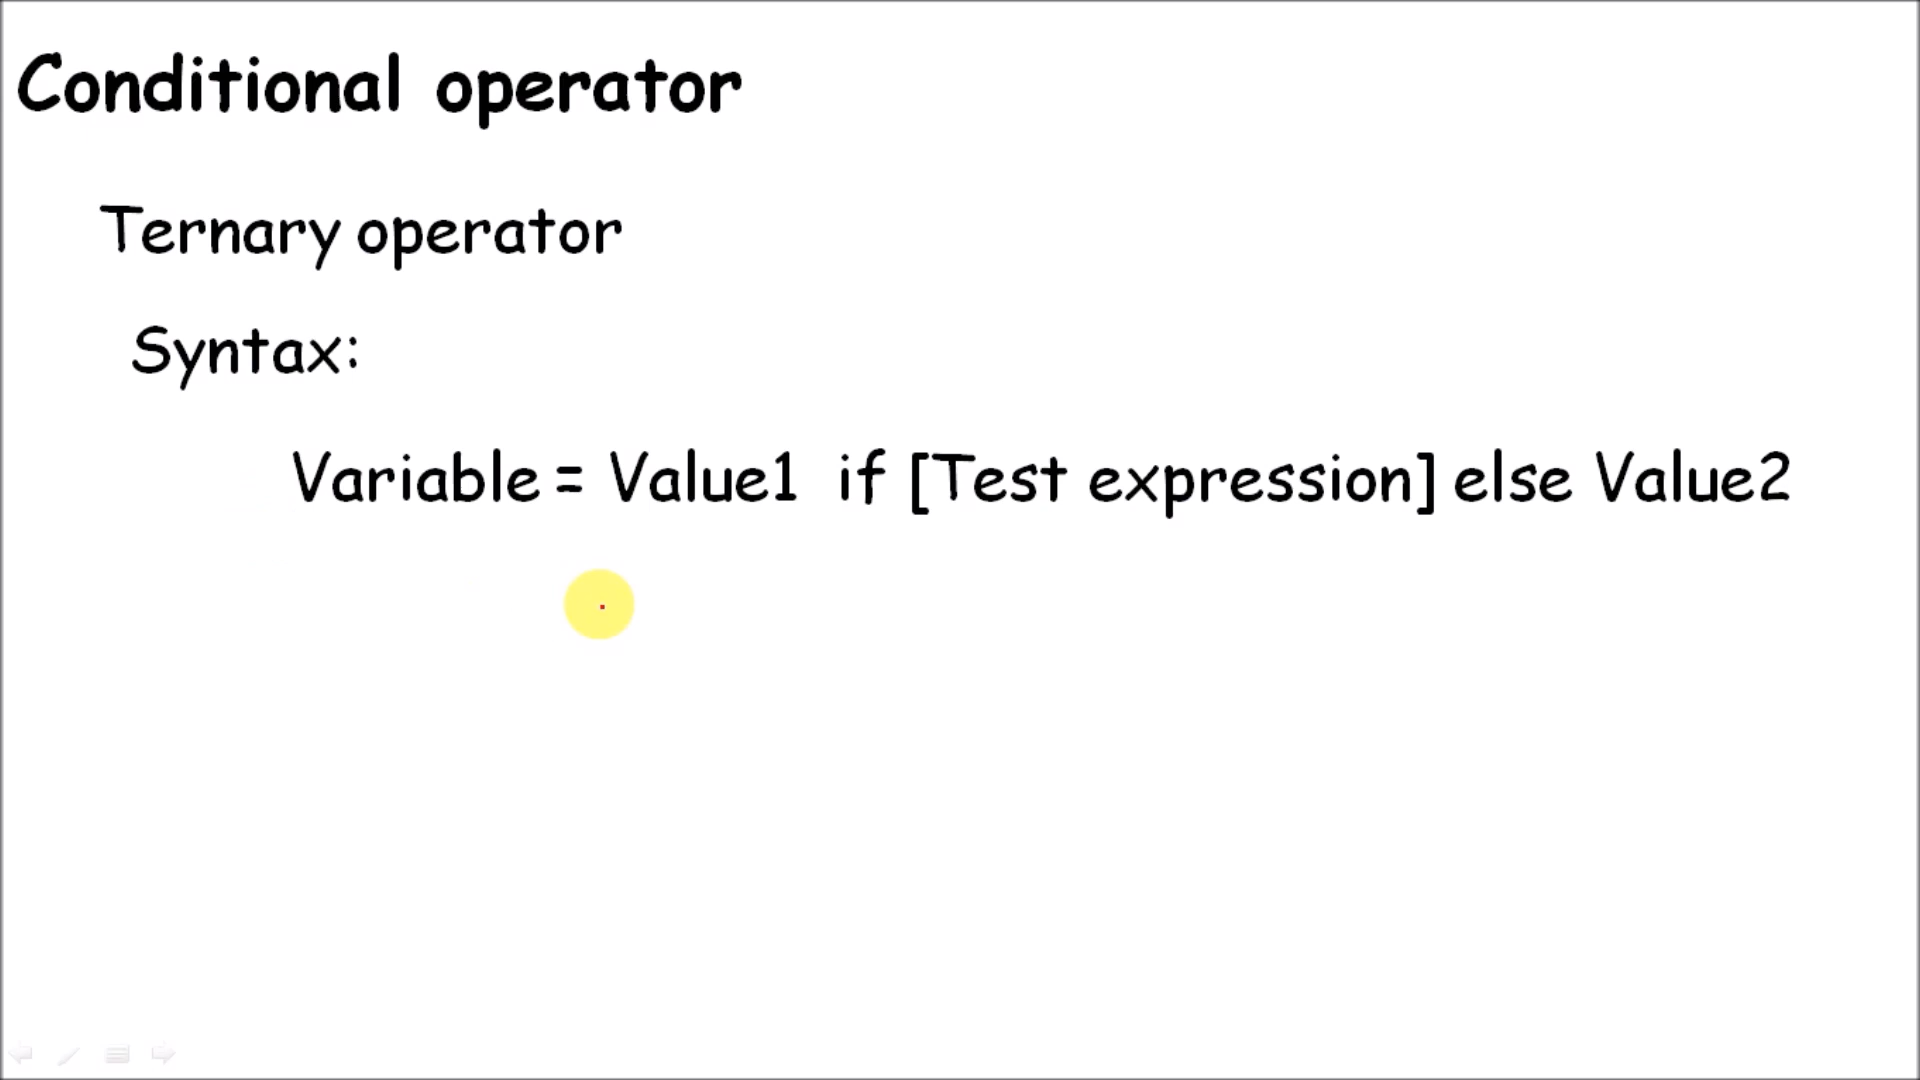 Conditional operator
Ternary operator
Syntax:
Variable = Value1 if [Test expression] else Value2